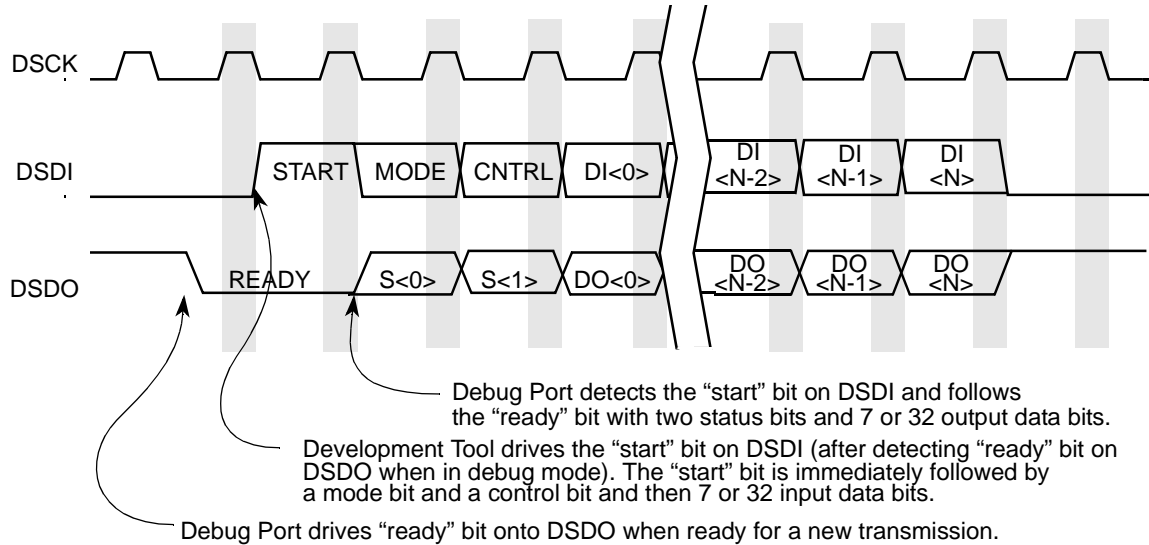 DSCK
DSDI
START
MODE
CNTRL
DI<0>
DI
<N-2>
DI
<N-1>
DI
<N>
DSDO
READY
S<0>
S<1>
DO<0>
DO
<N-2>
DO
<N-1>
DO
<N>
Debug Port detects the “start” bit on DSDI and follows
the “ready” bit with two status bits and 7 or 32 output data bits.
Development Tool drives the “start” bit on DSDI (after detecting “ready” bit on
DSDO when in debug mode). The “start” bit is immediately followed by
a mode bit and a control bit and then 7 or 32 input data bits.
Debug Port drives “ready” bit onto DSDO when ready for a new transmission.